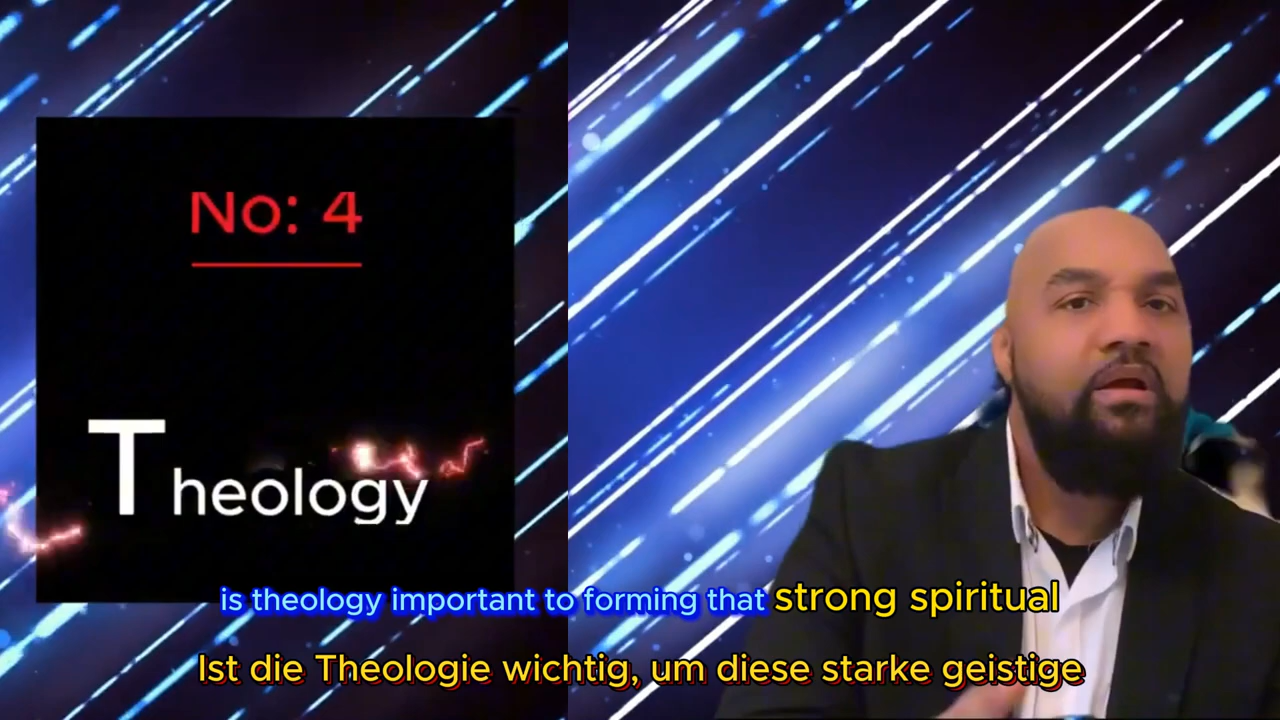 No: 4
Theology
is theology important to forming that strong spiritual
Ist die Theologie wichtig, um diese starke geistige